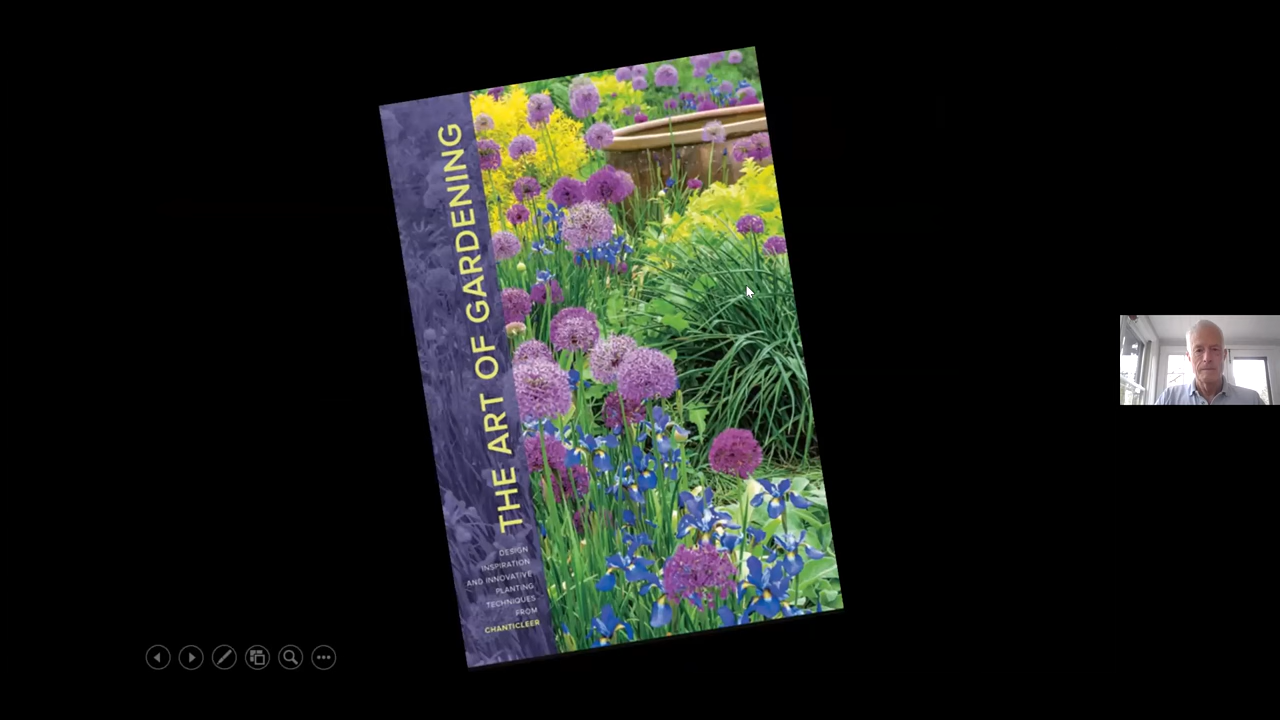 THE ART OF GARDENING
DESIGN
INSPIRATION
AND INNOVATIVE
PLANTING
TECHNIQUES
FROM
CHANTICLEER